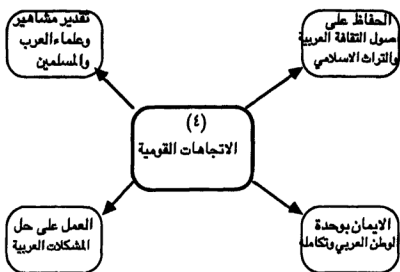 الحفاظ على
صول الثقافة العربية
والتراث الاسلامي
تقدير مشاهير
وعلماء العرب
والمسلمين
(٤)
الاتجاهات القومية
الايمان بوحدة
الوطن العربي وتكامله
العمل على حل
المشكلات العربية